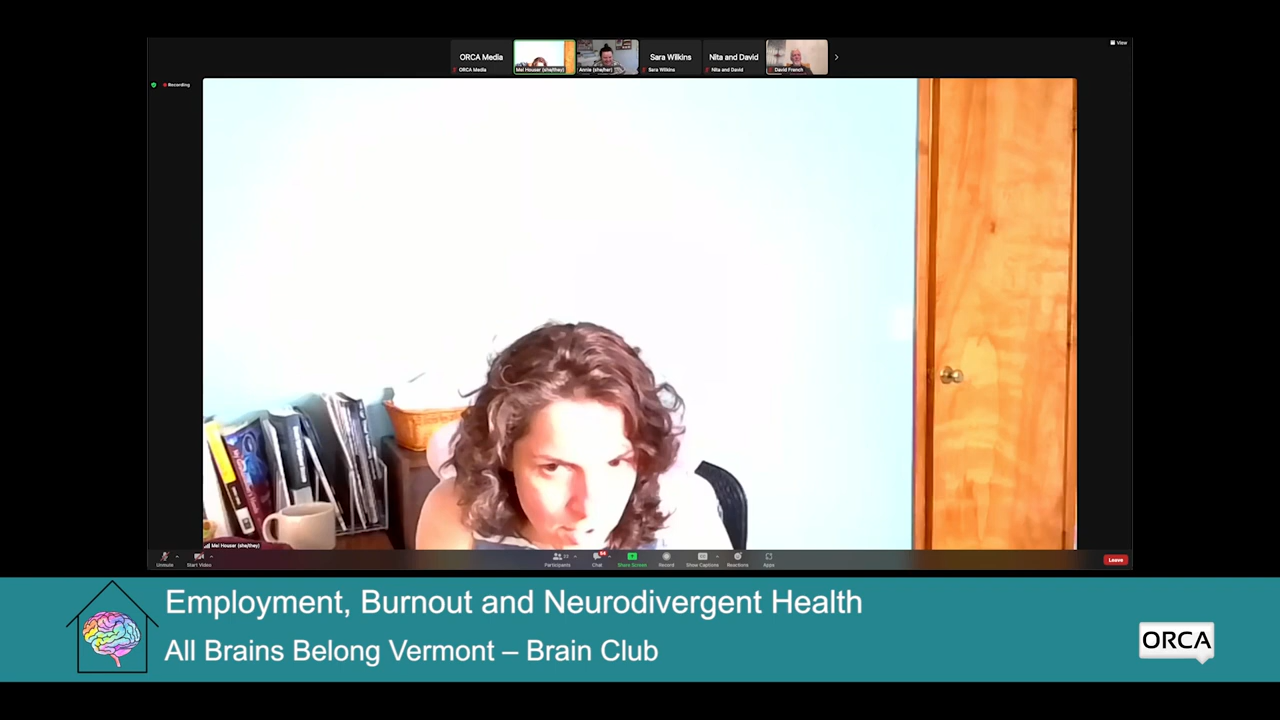 View
ORCA Media
Sara Wilkins
Nita and David
ORCA Media
Mel Houser (she/they)
Annie (she/her)
Sara Wilkins
Nita and David
David French
Recording
Mel Houser (she/they)
Unmute
Start Video
Participants
Chat
Share Screen
Record
Show Captions
Reactions
Apps
Leave
Employment, Burnout and Neurodivergent Health
All Brains Belong Vermont – Brain Club
ORCA